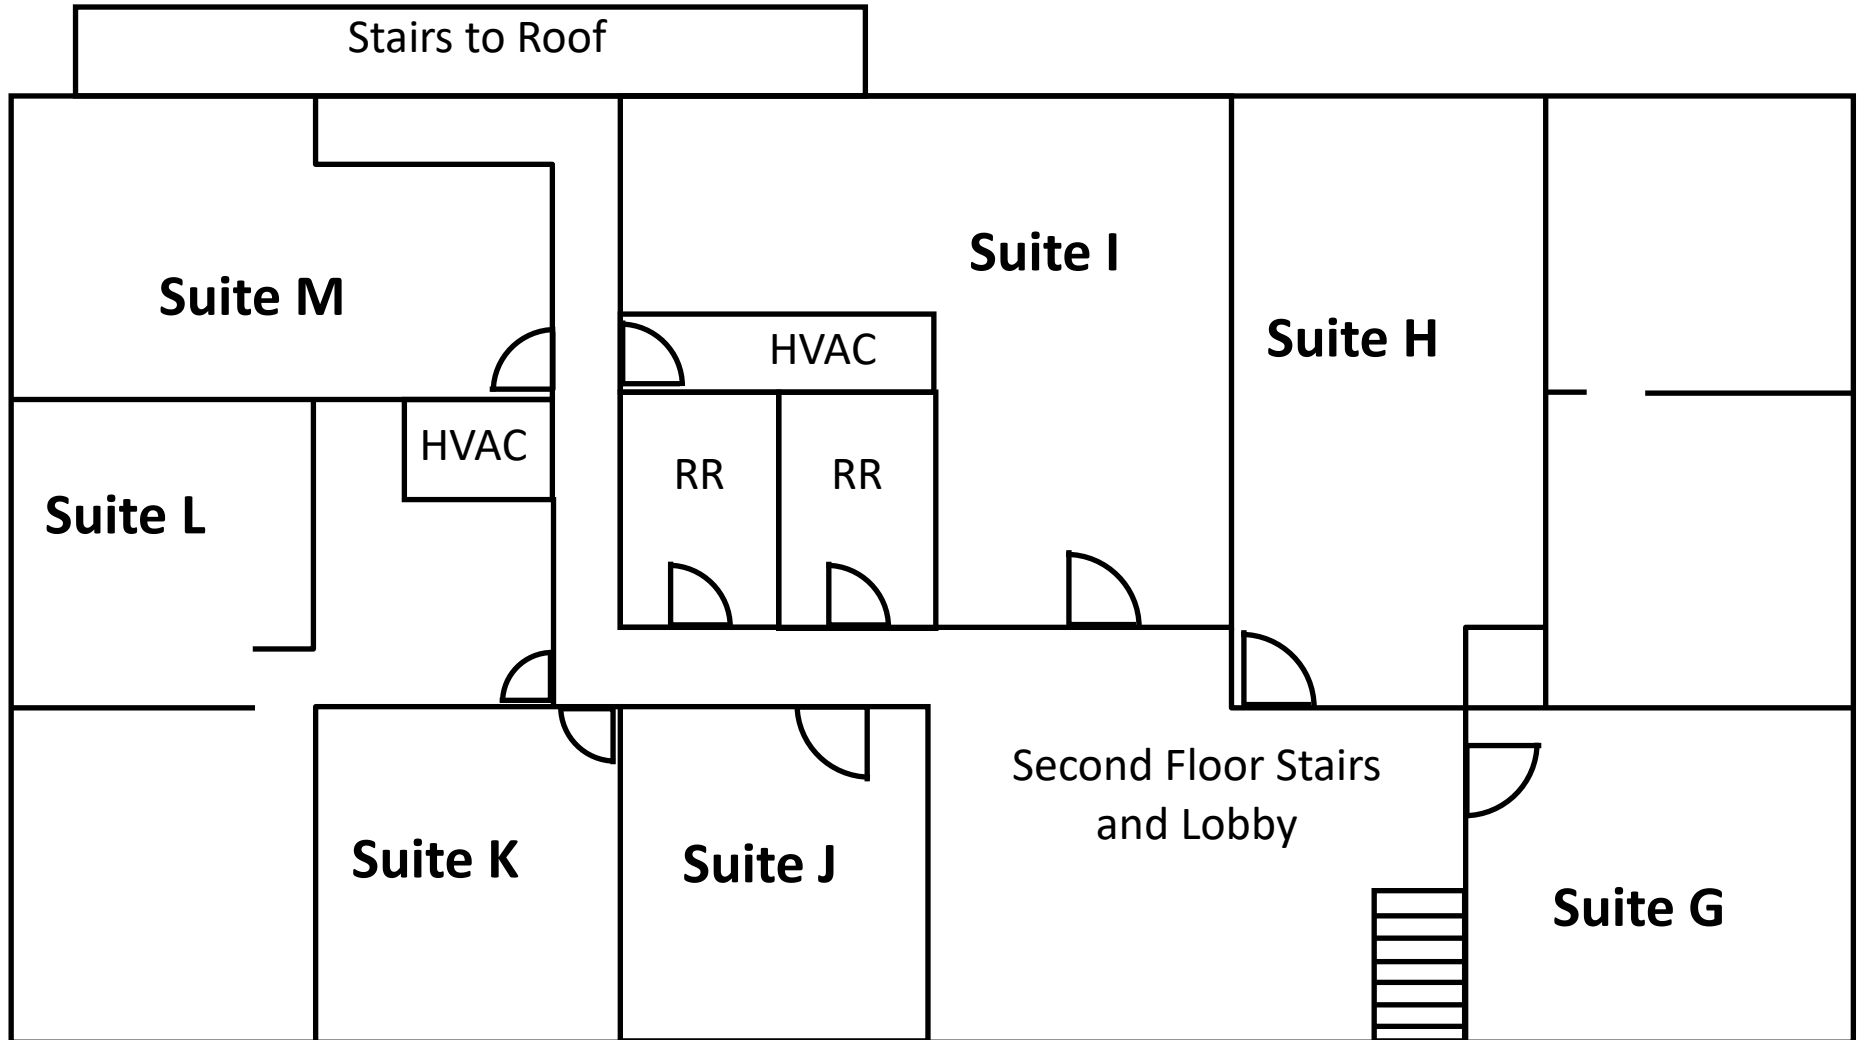 Stairs to Roof
Suite I
Suite M
Suite H
HVAC
HVAC
RR
RR
Suite L
Second Floor Stairs
and Lobby
Suite K
Suite J
Suite G